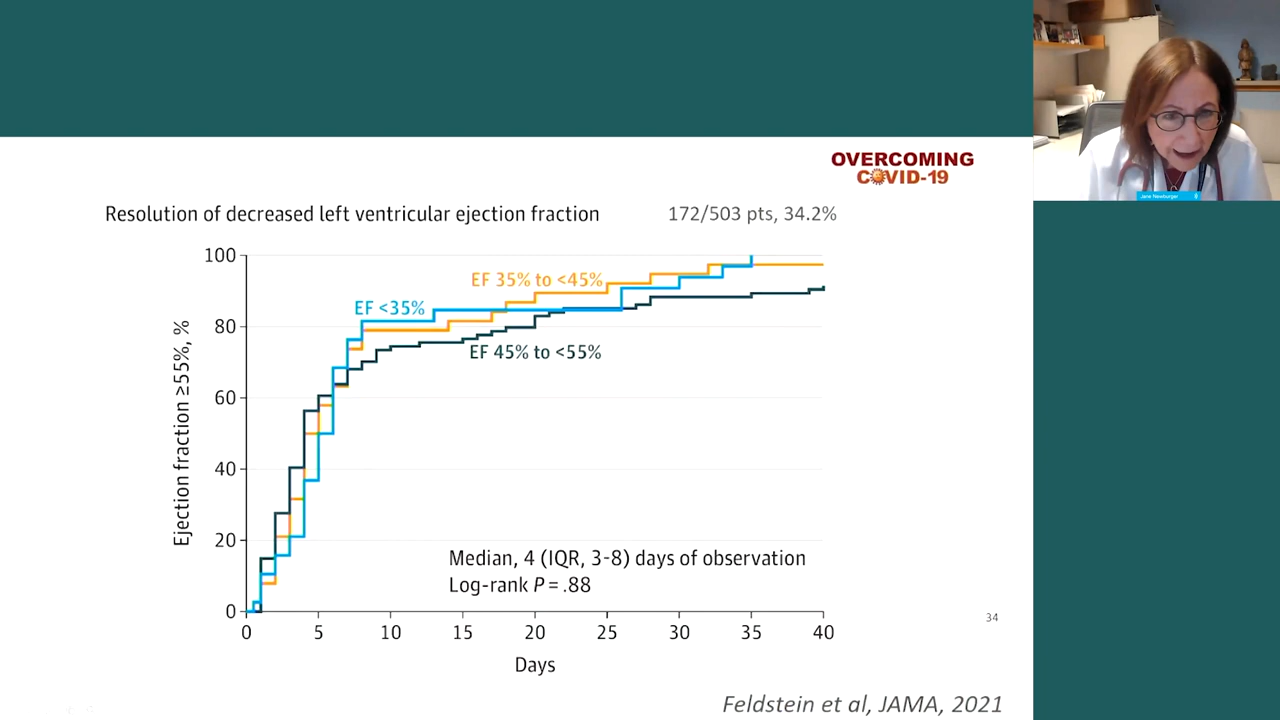 OVERCOMING
COVID-19
Resolution of decreased left ventricular ejection fraction 172/503 pts, 34.2%
Ejection fraction ≥55%, %
100
80
60
40
20
0
EF 35% to <45%
EF <35%
EF 45% to <55%
Median, 4 (IQR, 3-8) days of observation
Log-rank P = .88
0 5 10 15 20 25 30 35 40
Days
34
Feldstein et al, JAMA, 2021
Jane Newburger